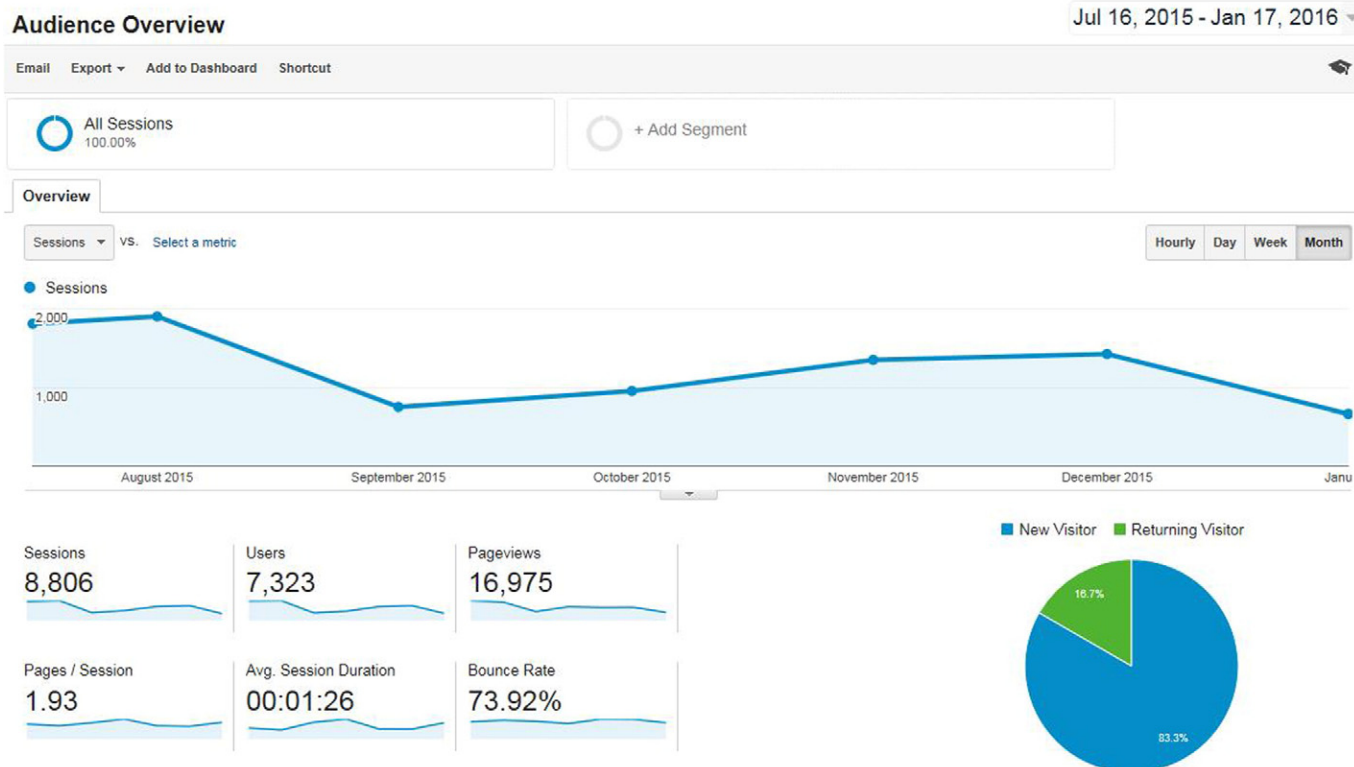 Audience Overview
Jul 16, 2015 - Jan 17, 2016
Email Export Add to Dashboard Shortcut
All Sessions
100.00%
+ Add Segment
Overview
Sessions VS. Select a metric
Hourly Day Week Month
Sessions
2,000
1,000
August 2015 September 2015 October 2015 November 2015 December 2015 Janu
New Visitor Returning Visitor
Sessions Users Pageviews
8,806 7,323 16,975
16.7%
Pages / Session Avg. Session Duration Bounce Rate
1.93 00:01:26 73.92%
83.3%